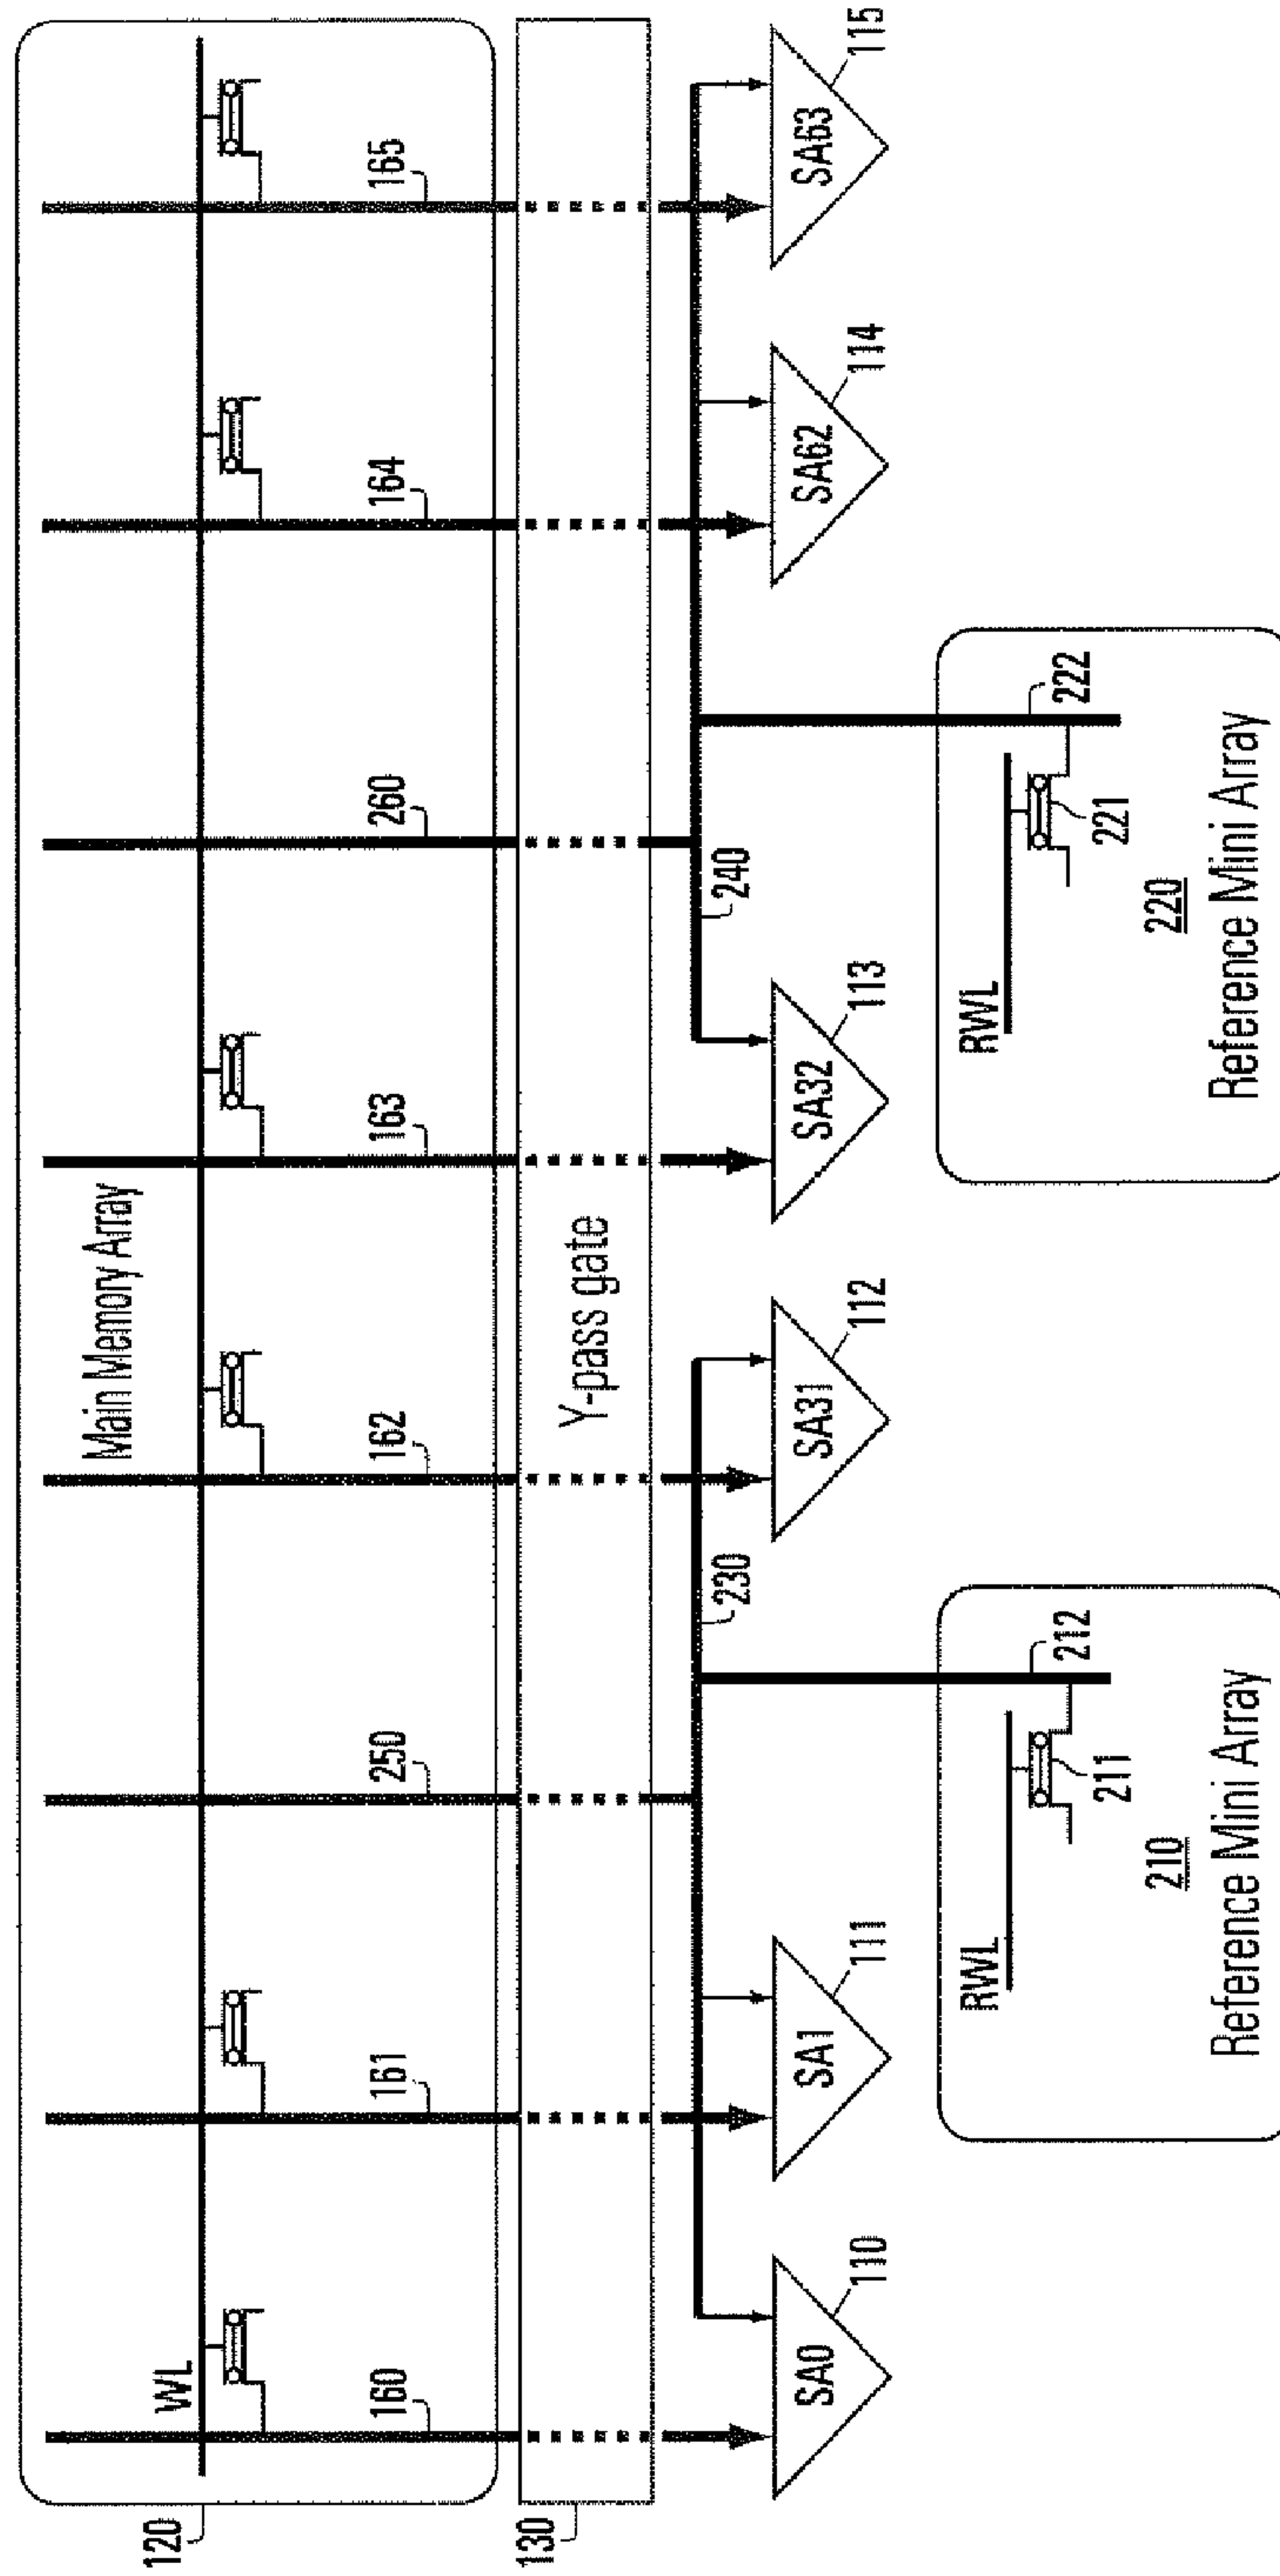 Main Memory Array
WL
120
160
161
250
162
163
260
164
165
130
Y-pass gate
230
240
SA0
110
SA1
111
SA31
112
SA32
113
SA62
114
SA63
115
RWL
211
212
210
Reference Mini Array
RWL
221
222
220
Reference Mini Array